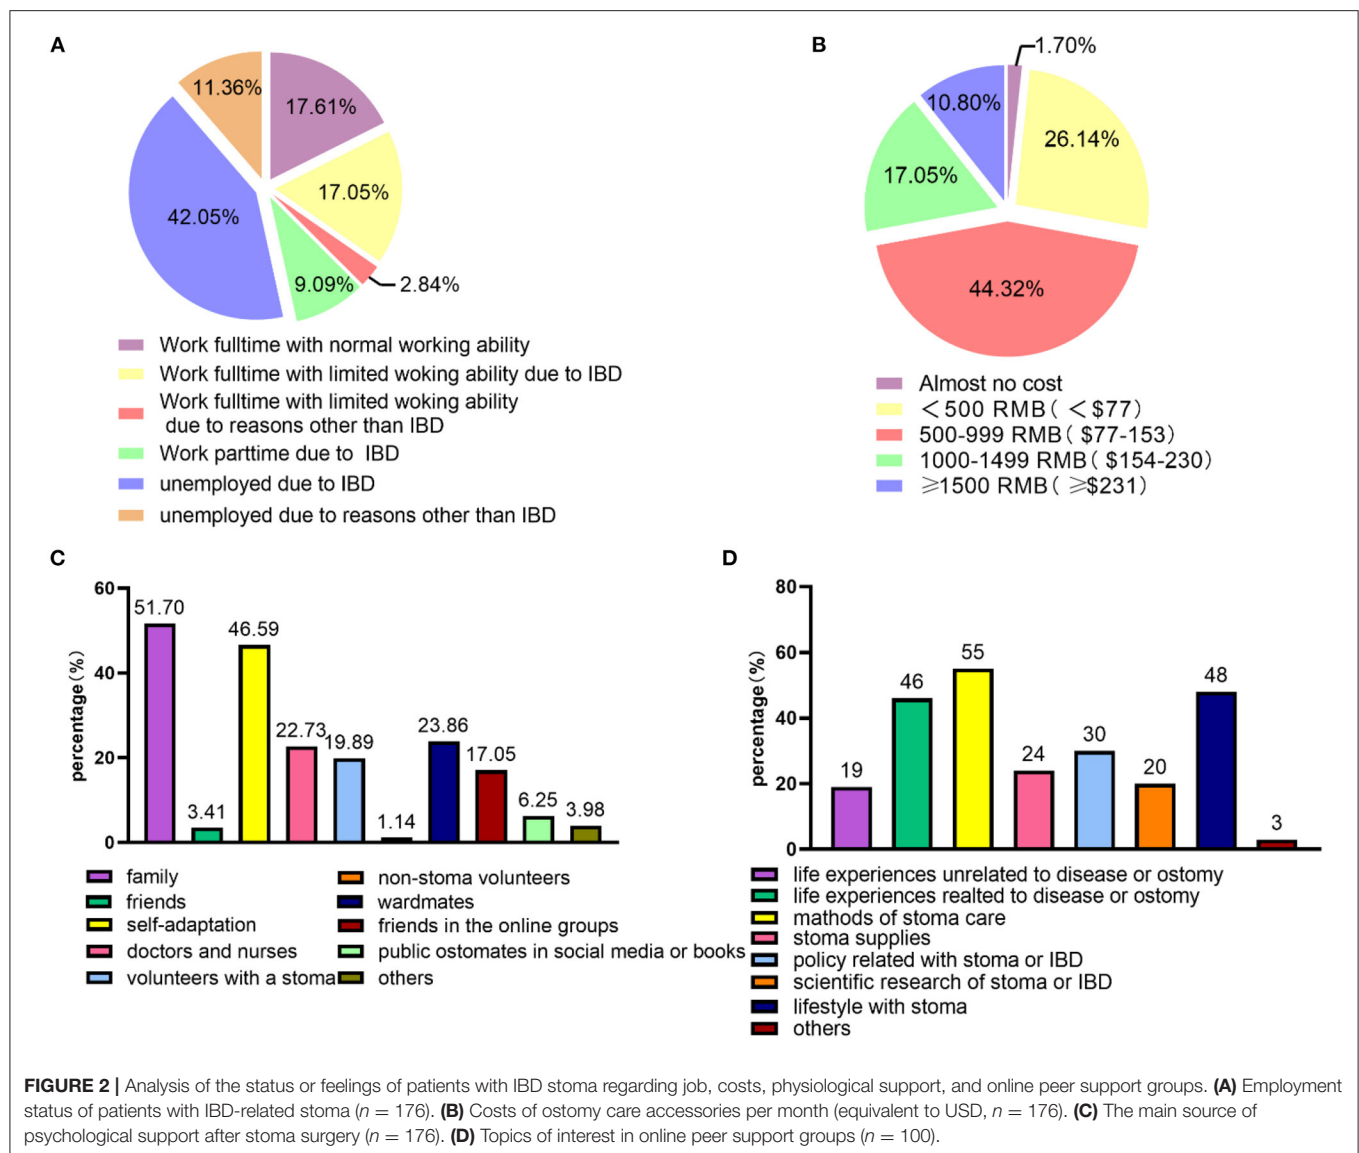 A
11.36%
17.61%
17.05%
42.05%
9.09%
2.84%
Work fulltime with normal working ability
Work fulltime with limited woking ability due to IBD
Work fulltime with limited woking ability
due to reasons other than IBD
Work parttime due to IBD
unemployed due to IBD
unemployed due to reasons other than IBD
B
1.70%
10.80%
26.14%
17.05%
44.32%
Almost no cost
＜500 RMB（ ＜$77）
500-999 RMB（ $77-153）
1000-1499 RMB（ $154-230）
≥1500 RMB（ ≥$231）
C
percentage（%）
60
40
20
0
51.70
3.41
46.59
22.73
19.89
1.14
23.86
17.05
6.25
3.98
family
friends
self-adaptation
doctors and nurses
volunteers with a stoma
non-stoma volunteers
wardmates
friends in the online groups
public ostomates in social media or books
others
D
percentage（%）
80
60
40
20
0
19
46
55
24
30
20
48
3
life experiences unrelated to disease or ostomy
life experiences realted to disease or ostomy
mathods of stoma care
stoma supplies
policy related with stoma or IBD
scientific research of stoma or IBD
lifestyle with stoma
others
FIGURE 2 | Analysis of the status or feelings of patients with IBD stoma regarding job, costs, physiological support, and online peer support groups. (A) Employment
status of patients with IBD-related stoma (n = 176). (B) Costs of ostomy care accessories per month (equivalent to USD, n = 176). (C) The main source of
psychological support after stoma surgery (n = 176). (D) Topics of interest in online peer support groups (n = 100).